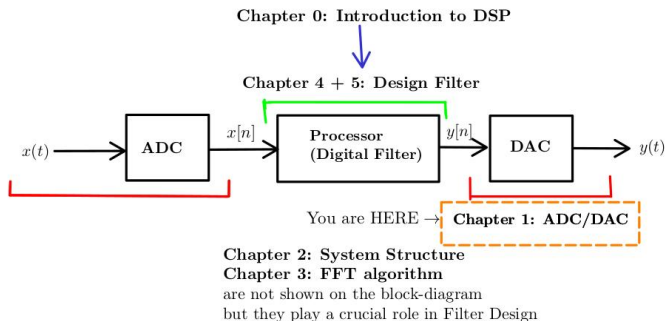 Chapter 0: Introduction to DSP
Chapter 4 + 5: Design Filter
x(t)
ADC
x[n]
Processor
(Digital Filter)
y[n]
DAC
y(t)
You are HERE → Chapter 1: ADC/DAC
Chapter 2: System Structure
Chapter 3: FFT algorithm
are not shown on the block-diagram
but they play a crucial role in Filter Design